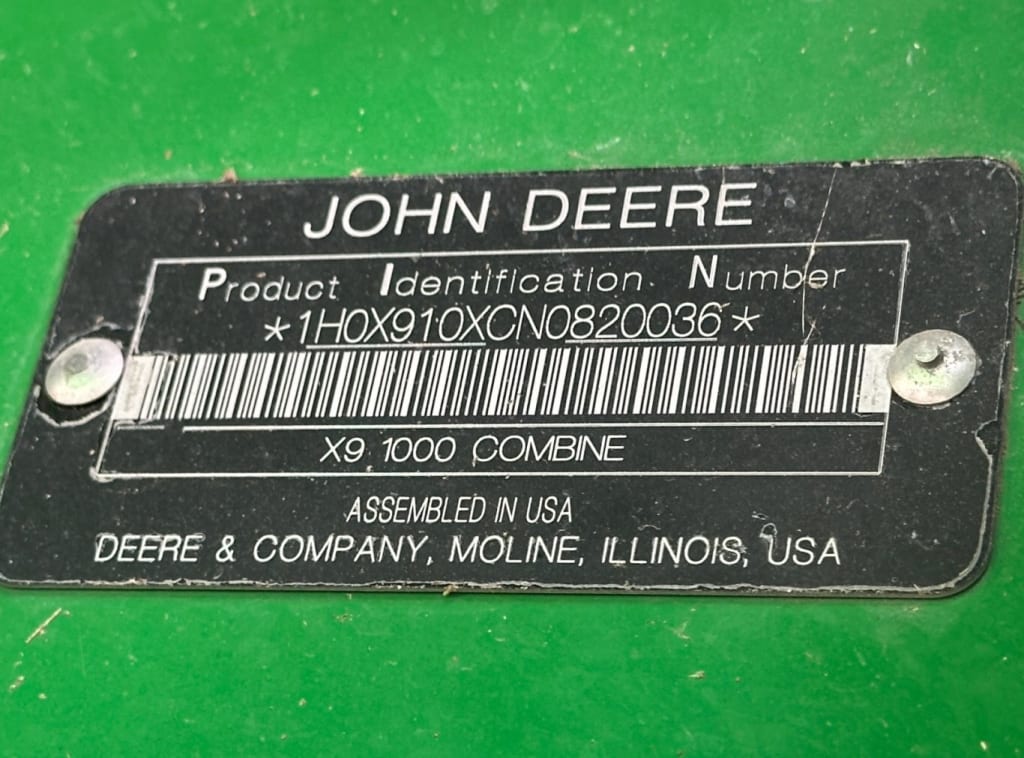 JOHN DEERE
Product Identification Number
*1H0X910XCN0820036*
X9 1000 COMBINE
ASSEMBLED IN USA
DEERE & COMPANY, MOLINE, ILLINOIS, USA